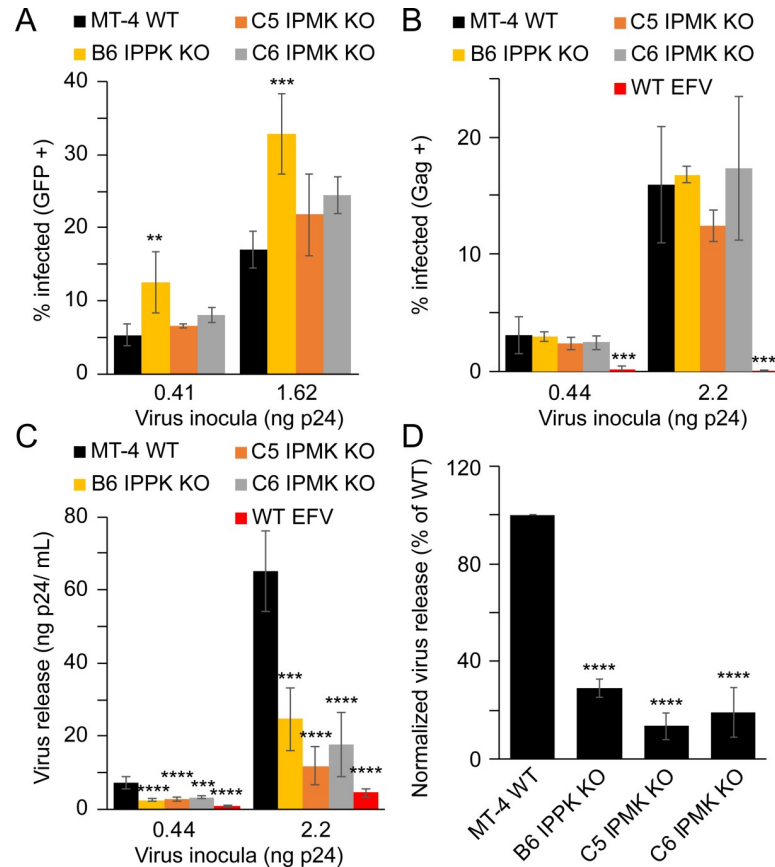 A
MT-4 WT
C5 IPMK KO
B6 IPPK KO
C6 IPMK KO
% infected (GFP +)
40
30
20
10
0
**
***
0.41
1.62
Virus inocula (ng p24)
B
MT-4 WT
C5 IPMK KO
B6 IPPK KO
C6 IPMK KO
WT EFV
% infected (Gag +)
20
10
0
***
***
0.44
2.2
Virus inocula (ng p24)
C
MT-4 WT
C5 IPMK KO
B6 IPPK KO
C6 IPMK KO
WT EFV
Virus release (ng p24/ mL)
80
60
40
20
0
****
****
***
****
***
****
****
****
0.44
2.2
Virus inocula (ng p24)
D
Normalized virus release (% of WT)
120
80
40
0
****
****
****
MT-4 WT
B6 IPPK KO
C5 IPMK KO
C6 IPMK KO